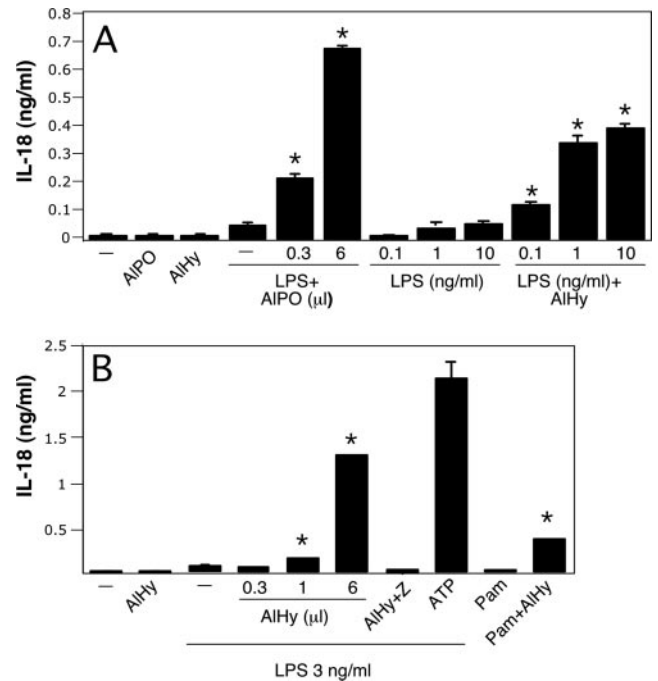 A
IL-18 (ng/ml)
0.8
0.7
0.6
0.5
0.4
0.3
0.2
0.1
0
* * * * *
— AlPO AlHy — 0.3 6 0.1 1 10 0.1 1 10
LPS+ LPS (ng/ml) LPS (ng/ml)+
AlPO (µl) AlHy
B
IL-18 (ng/ml)
2.5
2
1.5
1
0.5
* * *
— AlHy — 0.3 1 6 AlHy+Z ATP Pam Pam+AlHy
AlHy (µl)
LPS 3 ng/ml